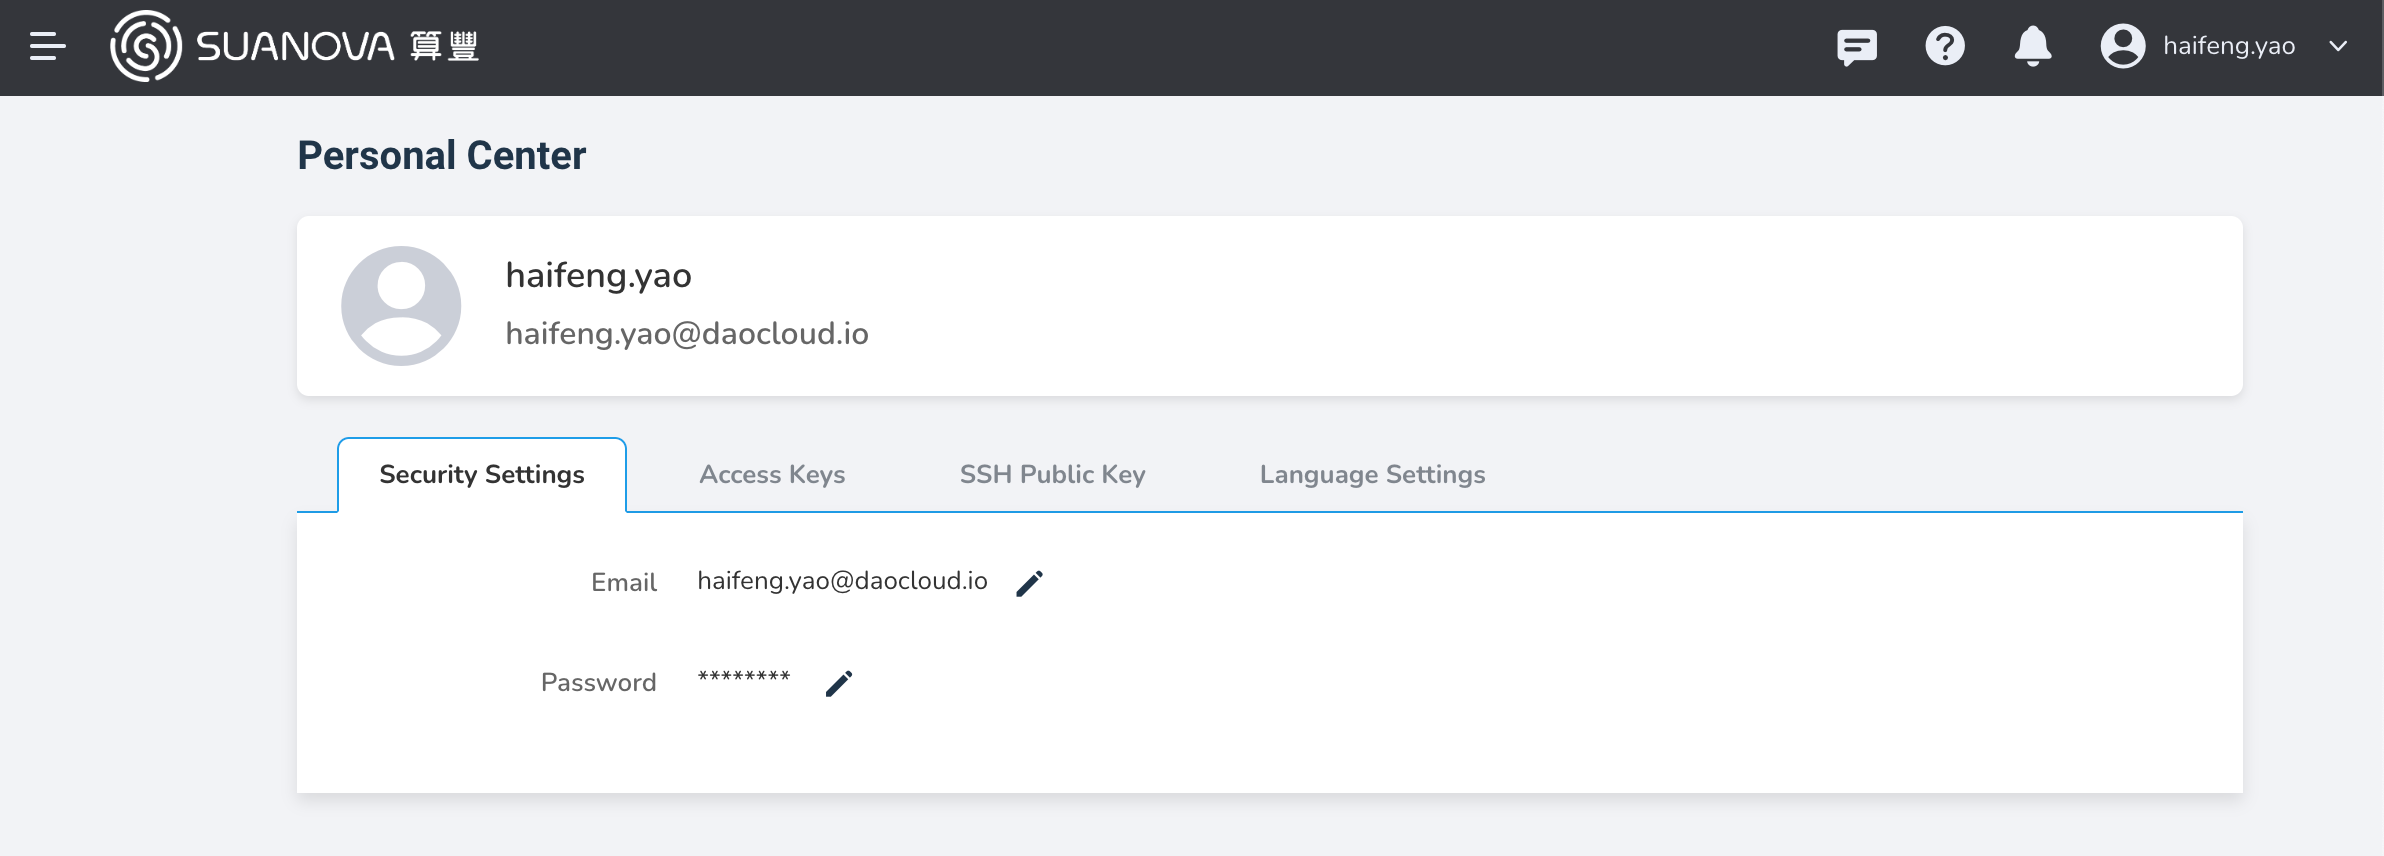 SUANOVA 算豐
haifeng.yao
Personal Center
haifeng.yao
haifeng.yao@daocloud.io
Security Settings
Access Keys
SSH Public Key
Language Settings
Email haifeng.yao@daocloud.io
Password ********